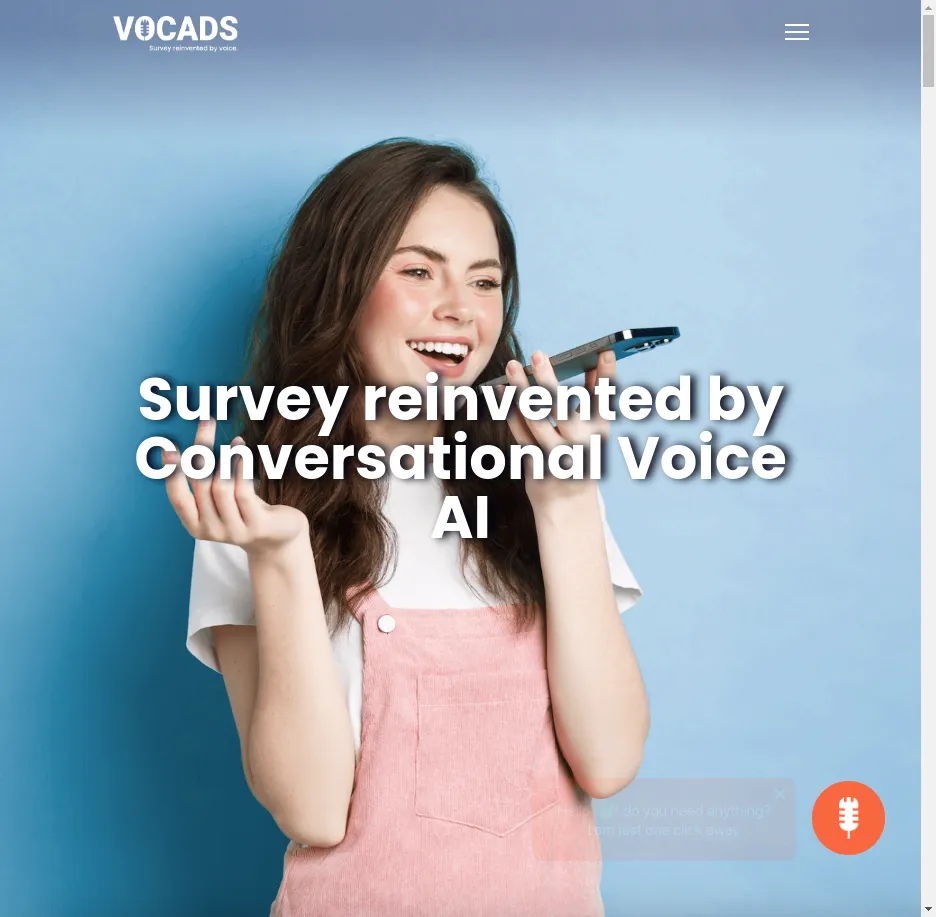 VOCADS
Survey reinvented by voice.
Survey reinvented by
Conversational Voice
AI
do you need anything?
I am just one click away